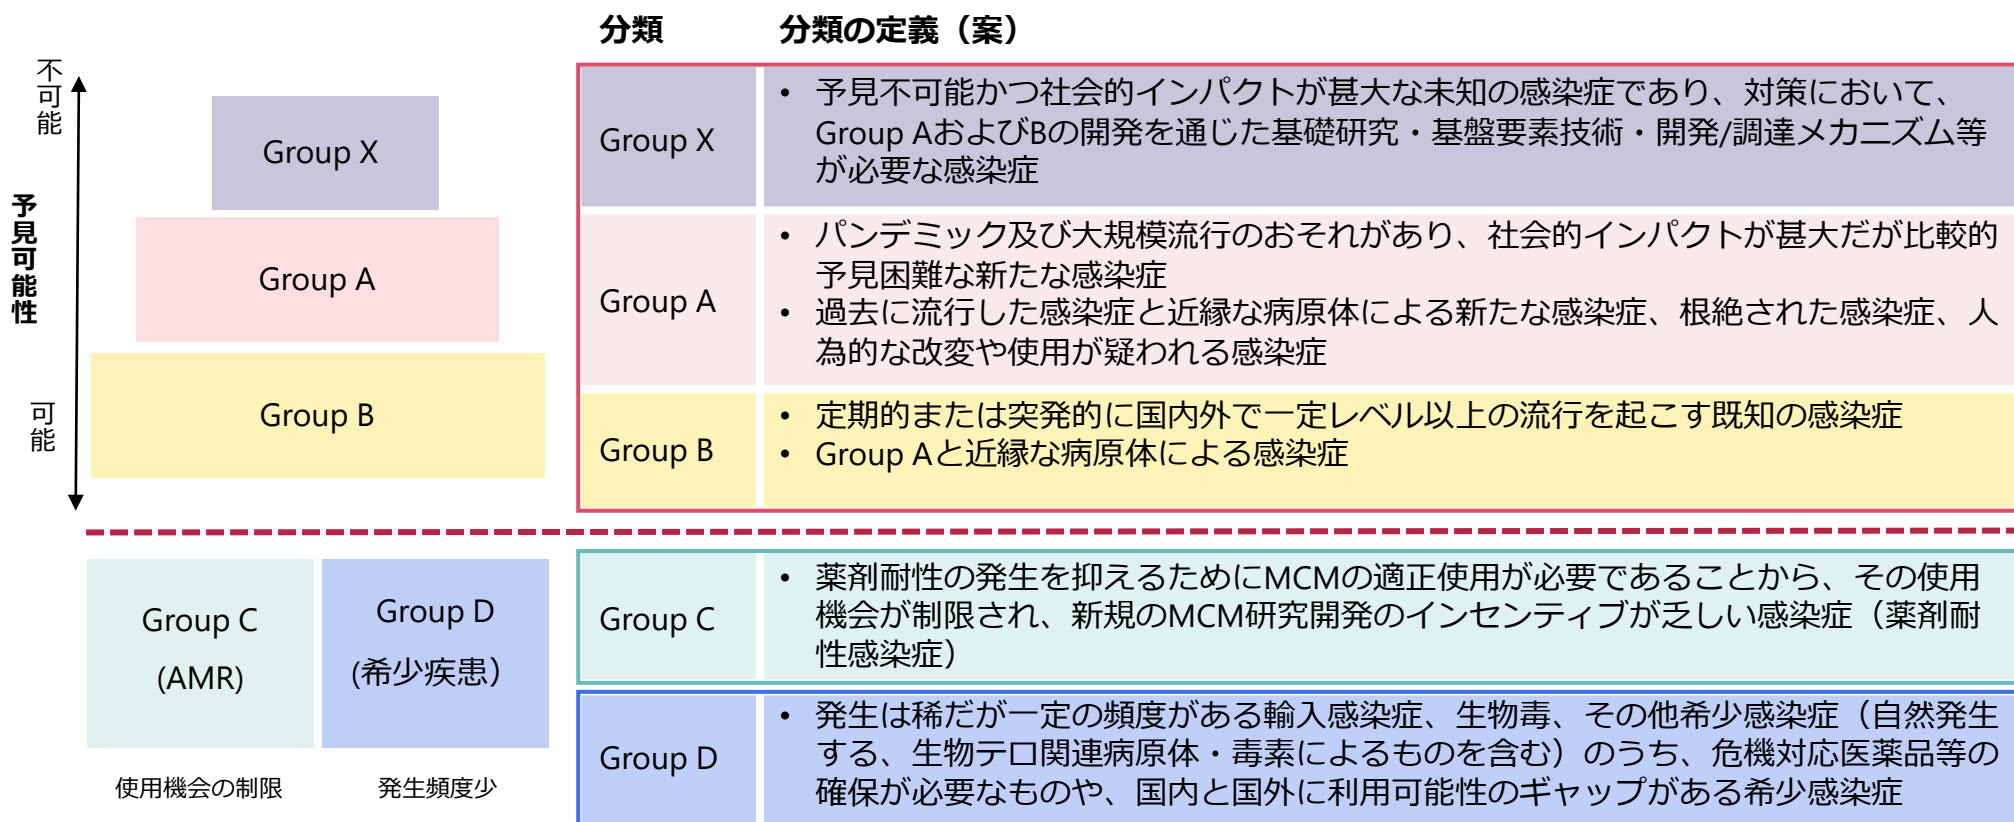 分類
分類の定義（案）
不可能
予見可能性
可能
Group X
Group A
Group B
Group X
• 予見不可能かつ社会的インパクトが甚大な未知の感染症であり、対策において、
Group AおよびBの開発を通じた基礎研究・基盤要素技術・開発/調達メカニズム等
が必要な感染症
Group A
• パンデミック及び大規模流行のおそれがあり、社会的インパクトが甚大だが比較的
予見困難な新たな感染症
• 過去に流行した感染症と近縁な病原体による新たな感染症、根絶された感染症、人
為的な改変や使用が疑われる感染症
Group B
• 定期的または突発的に国内外で一定レベル以上の流行を起こす既知の感染症
• Group Aと近縁な病原体による感染症
Group C
(AMR)
使用機会の制限
Group D
(希少疾患）
発生頻度少
Group C
• 薬剤耐性の発生を抑えるためにMCMの適正使用が必要であることから、その使用
機会が制限され、新規のMCM研究開発のインセンティブが乏しい感染症（薬剤耐
性感染症）
Group D
• 発生は稀だが一定の頻度がある輸入感染症、生物毒、その他希少感染症（自然発生
する、生物テロ関連病原体・毒素によるものを含む）のうち、危機対応医薬品等の
確保が必要なものや、国内と国外に利用可能性のギャップがある希少感染症